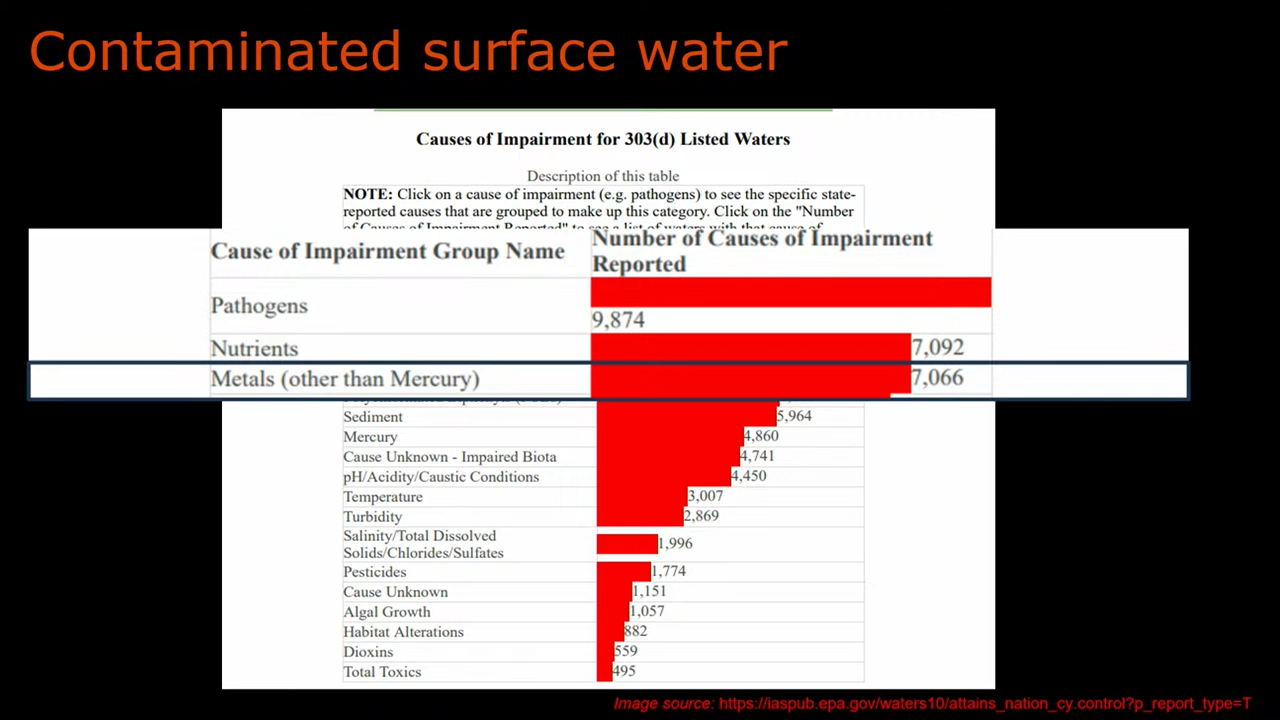 Contaminated surface water
Causes of Impairment for 303(d) Listed Waters
Description of this table
NOTE: Click on a cause of impairment (e.g. pathogens) to see the specific state-
reported causes that are grouped to make up this category. Click on the "Number
of Causes of Impairment Reported" to see a list of waters with that cause of
Cause of Impairment Group Name
Number of Causes of Impairment
Reported
Pathogens
9,874
Nutrients 7,092
Metals (other than Mercury) 7,066
Sediment 5,964
Mercury 4,860
Cause Unknown - Impaired Biota 4,741
pH/Acidity/Caustic Conditions 4,450
Temperature 3,007
Turbidity 2,869
Salinity/Total Dissolved
Solids/Chlorides/Sulfates 1,996
Pesticides 1,774
Cause Unknown 1,151
Algal Growth 1,057
Habitat Alterations 882
Dioxins 559
Total Toxics 495
Image source: https://iaspub.epa.gov/waters10/attains_nation_cy.control?p_report_type=T